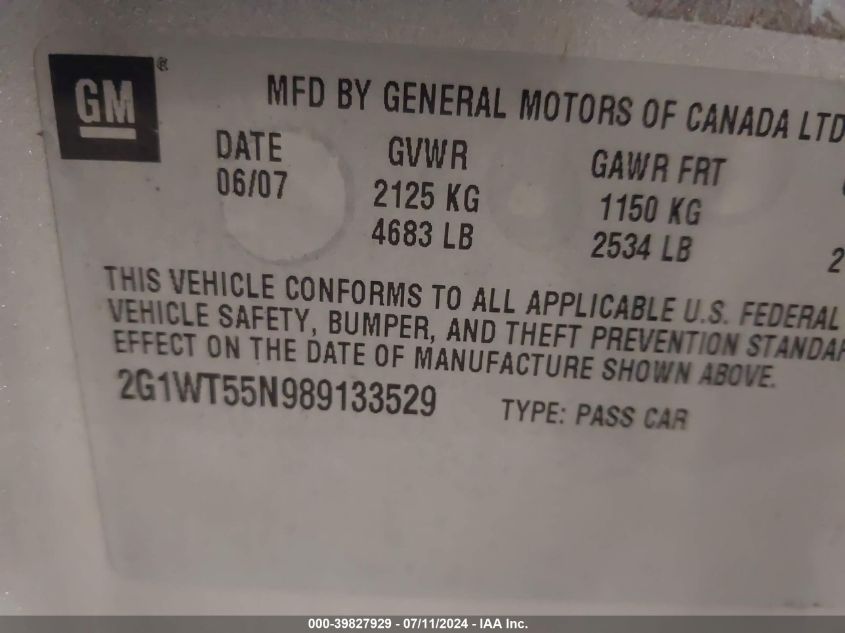 GM®
MFD BY GENERAL MOTORS OF CANADA LTD
DATE GVWR GAWR FRT
06/07 2125 KG 1150 KG
4683 LB 2534 LB 2
THIS VEHICLE CONFORMS TO ALL APPLICABLE U.S. FEDERAL
VEHICLE SAFETY, BUMPER, AND THEFT PREVENTION STANDAR
EFFECT ON THE DATE OF MANUFACTURE SHOWN ABOVE.
2G1WT55N989133529 TYPE: PASS CAR
000-39827929 - 07/11/2024 - IAA Inc.